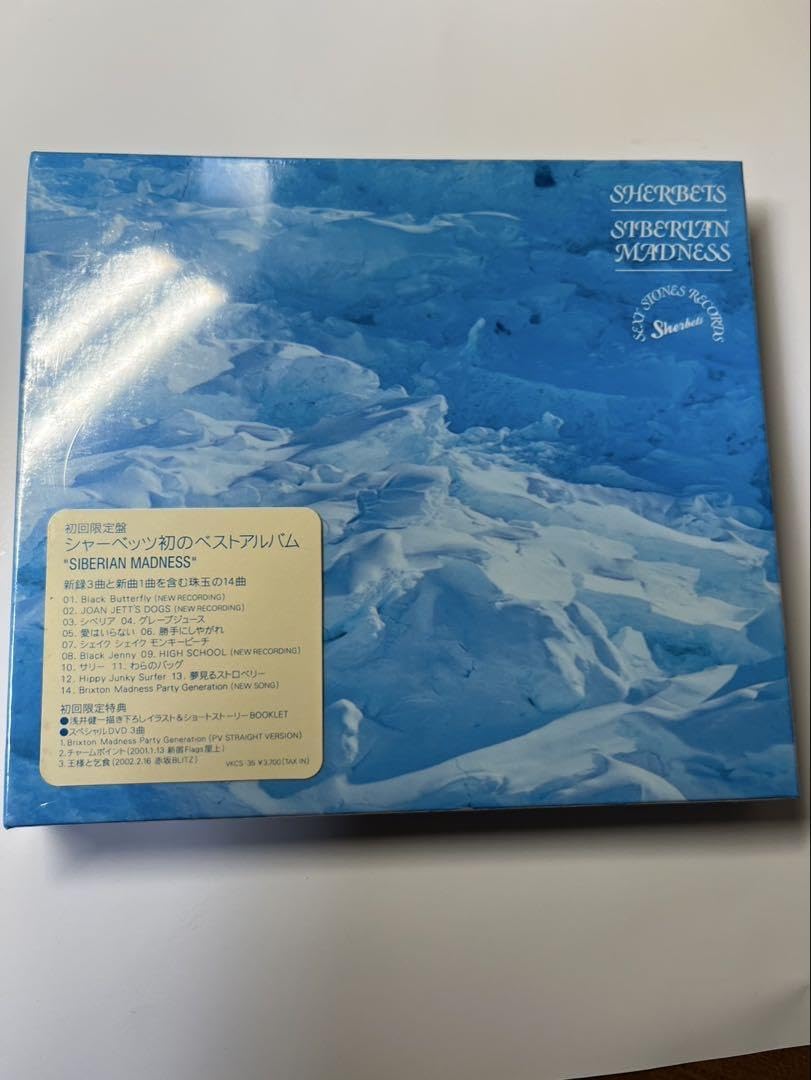 SHERBETS
SIBERIAN
MADNESS
SEXY STONES RECORDS
Sherbets
初回限定盤
シャーベッツ初のベストアルバム
"SIBERIAN MADNESS"
新録3曲と新曲1曲を含む珠玉の14曲
01. Black Butterfly (NEW RECORDING)
02. JOAN JETT'S DOGS (NEW RECORDING)
03. シベリア 04. グレープジュース
05. 愛はいらない 06. 勝手にしやがれ
07. シェイク シェイク モンキービーチ
08. Black Jenny 09. HIGH SCHOOL (NEW RECORDING)
10. サリー 11. わらのバッグ
12. Hippy Junky Surfer 13. 夢見るストロベリー
14. Brixton Madness Party Generation (NEW SONG)
初回限定特典
●浅井健一描き下ろしイラスト&ショートストーリーBOOKLET
●スペシャルDVD 3曲
1. Brixton Madness Party Generation (PV STRAIGHT VERSION)
2. チャームポイント(2001.1.13 新宿Flags屋上)
3. 王様と乞食(2002.2.16 赤坂BLITZ) VKCS-35 ¥3,700(TAX IN)